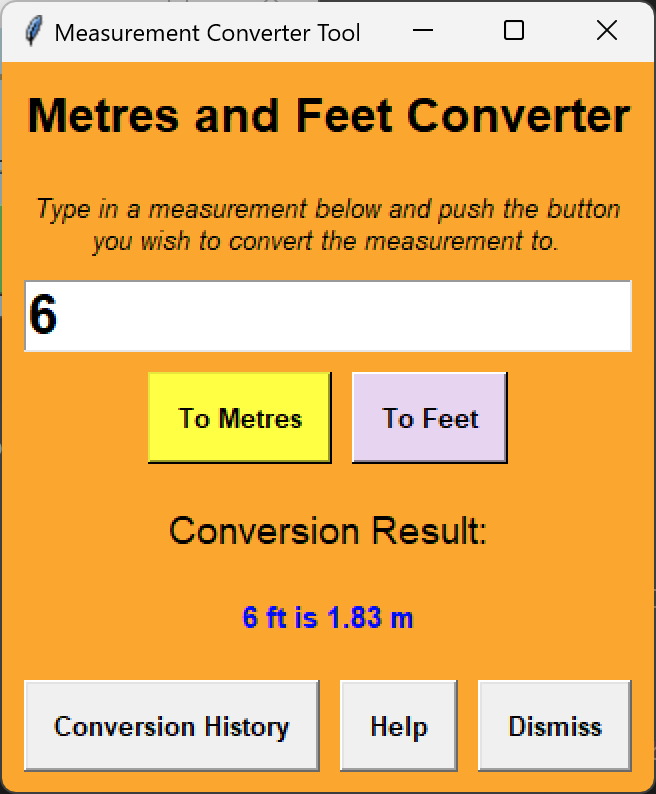 Measurement Converter Tool
Metres and Feet Converter
Type in a measurement below and push the button
you wish to convert the measurement to.
6
To Metres To Feet
Conversion Result:
6 ft is 1.83 m
Conversion History Help Dismiss